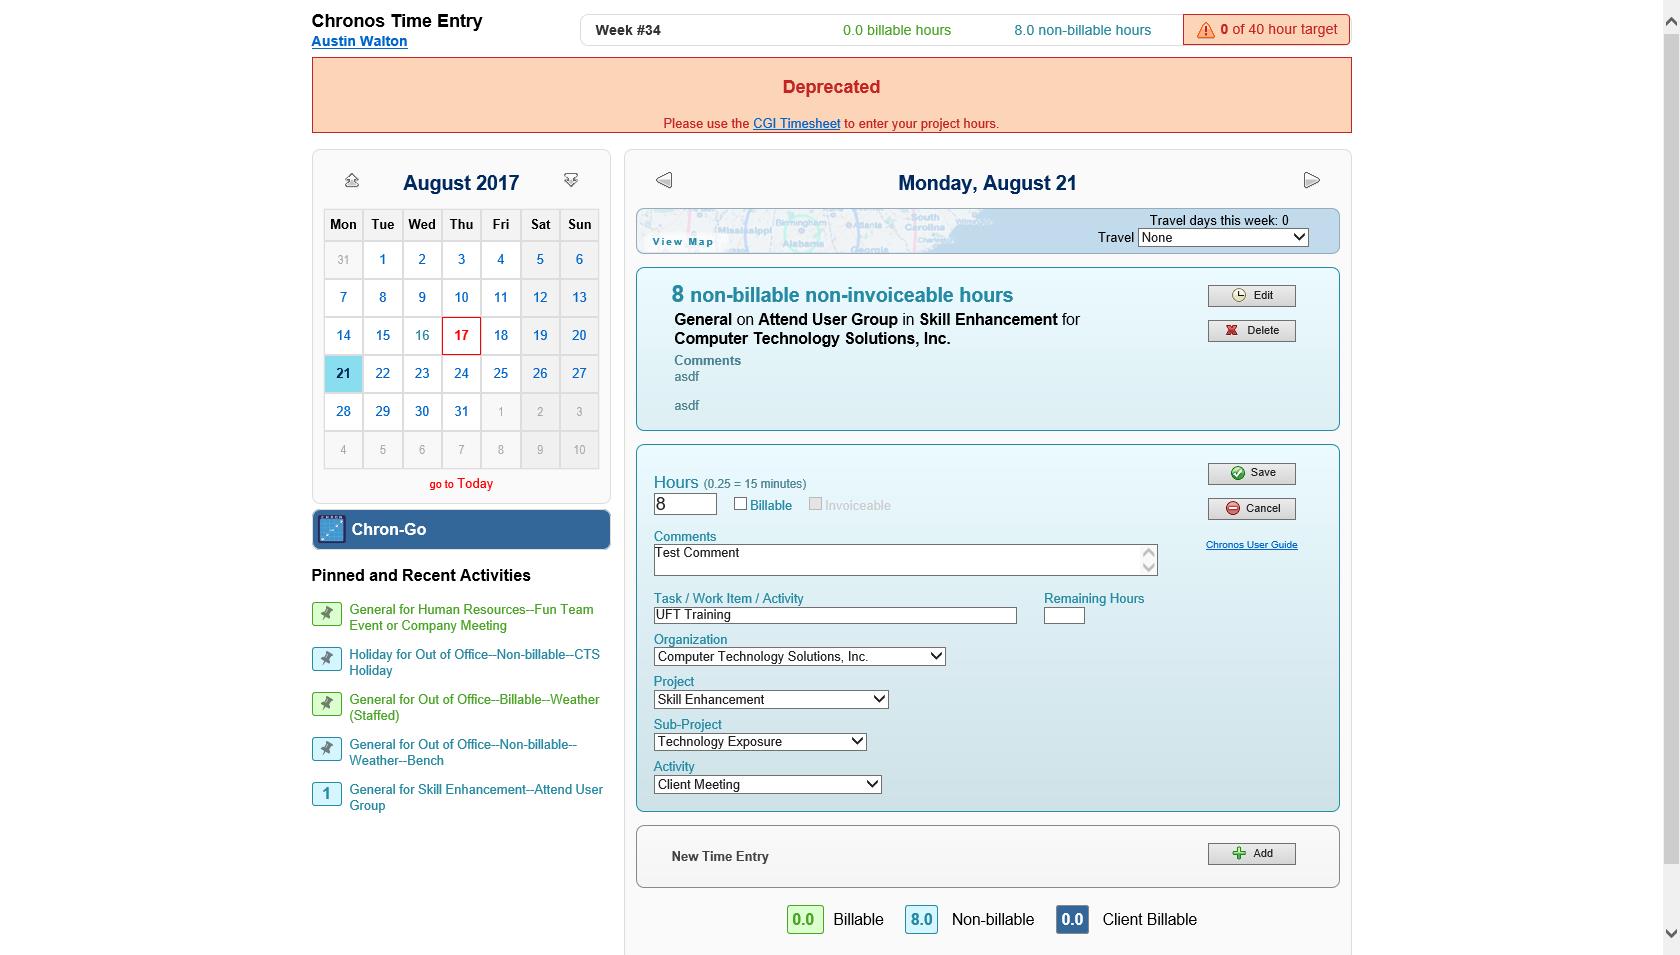 Chronos Time Entry
Austin Walton
Week #34 0.0 billable hours 8.0 non-billable hours 0 of 40 hour target
Deprecated
Please use the CGI Timesheet to enter your project hours.
August 2017
Mon Tue Wed Thu Fri Sat Sun
31 1 2 3 4 5 6
7 8 9 10 11 12 13
14 15 16 17 18 19 20
21 22 23 24 25 26 27
28 29 30 31 1 2 3
4 5 6 7 8 9 10
go to Today
Chron-Go
Pinned and Recent Activities
General for Human Resources--Fun Team
Event or Company Meeting
Holiday for Out of Office--Non-billable--CTS
Holiday
General for Out of Office--Billable--Weather
(Staffed)
General for Out of Office--Non-billable--
Weather--Bench
1 General for Skill Enhancement--Attend User
Group
Monday, August 21
View Map
Mississippi
Birmingham
Alabama
Atlanta
Georgia
South
Carolina
Travel days this week: 0
Travel None
8 non-billable non-invoiceable hours
General on Attend User Group in Skill Enhancement for
Computer Technology Solutions, Inc.
Comments
asdf
asdf
Edit
Delete
Hours (0.25 = 15 minutes)
8 Billable Invoiceable
Save
Cancel
Chronos User Guide
Comments
Test Comment
Task / Work Item / Activity Remaining Hours
UFT Training
Organization
Computer Technology Solutions, Inc.
Project
Skill Enhancement
Sub-Project
Technology Exposure
Activity
Client Meeting
New Time Entry Add
0.0 Billable 8.0 Non-billable 0.0 Client Billable